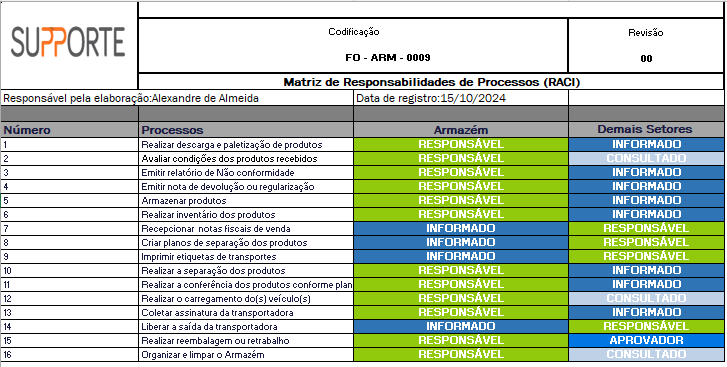 SUPPORTE
Codificação
Revisão
FO - ARM - 0009
00
Matriz de Responsabilidades de Processos (RACI)
Responsável pela elaboração:Alexandre de Almeida Data de registro:15/10/2024
Número Processos Armazém Demais Setores
1 Realizar descarga e paletização de produtos RESPONSÁVEL INFORMADO
2 Avaliar condições dos produtos recebidos RESPONSÁVEL CONSULTADO
3 Emitir relatório de Não conformidade RESPONSÁVEL INFORMADO
4 Emitir nota de devolução ou regularização RESPONSÁVEL INFORMADO
5 Armazenar produtos RESPONSÁVEL INFORMADO
6 Realizar inventário dos produtos RESPONSÁVEL INFORMADO
7 Recepcionar notas fiscais de venda INFORMADO RESPONSÁVEL
8 Criar planos de separação dos produtos INFORMADO RESPONSÁVEL
9 Imprimir etiquetas de transportes INFORMADO RESPONSÁVEL
10 Realizar a separação dos produtos RESPONSÁVEL INFORMADO
11 Realizar a conferência dos produtos conforme plan RESPONSÁVEL INFORMADO
12 Realizar o carregamento do(s) veículo(s) RESPONSÁVEL CONSULTADO
13 Coletar assinatura da transportadora RESPONSÁVEL INFORMADO
14 Liberar a saída da transportadora INFORMADO RESPONSÁVEL
15 Realizar reembalagem ou retrabalho RESPONSÁVEL APROVADOR
16 Organizar e limpar o Armazém RESPONSÁVEL CONSULTADO